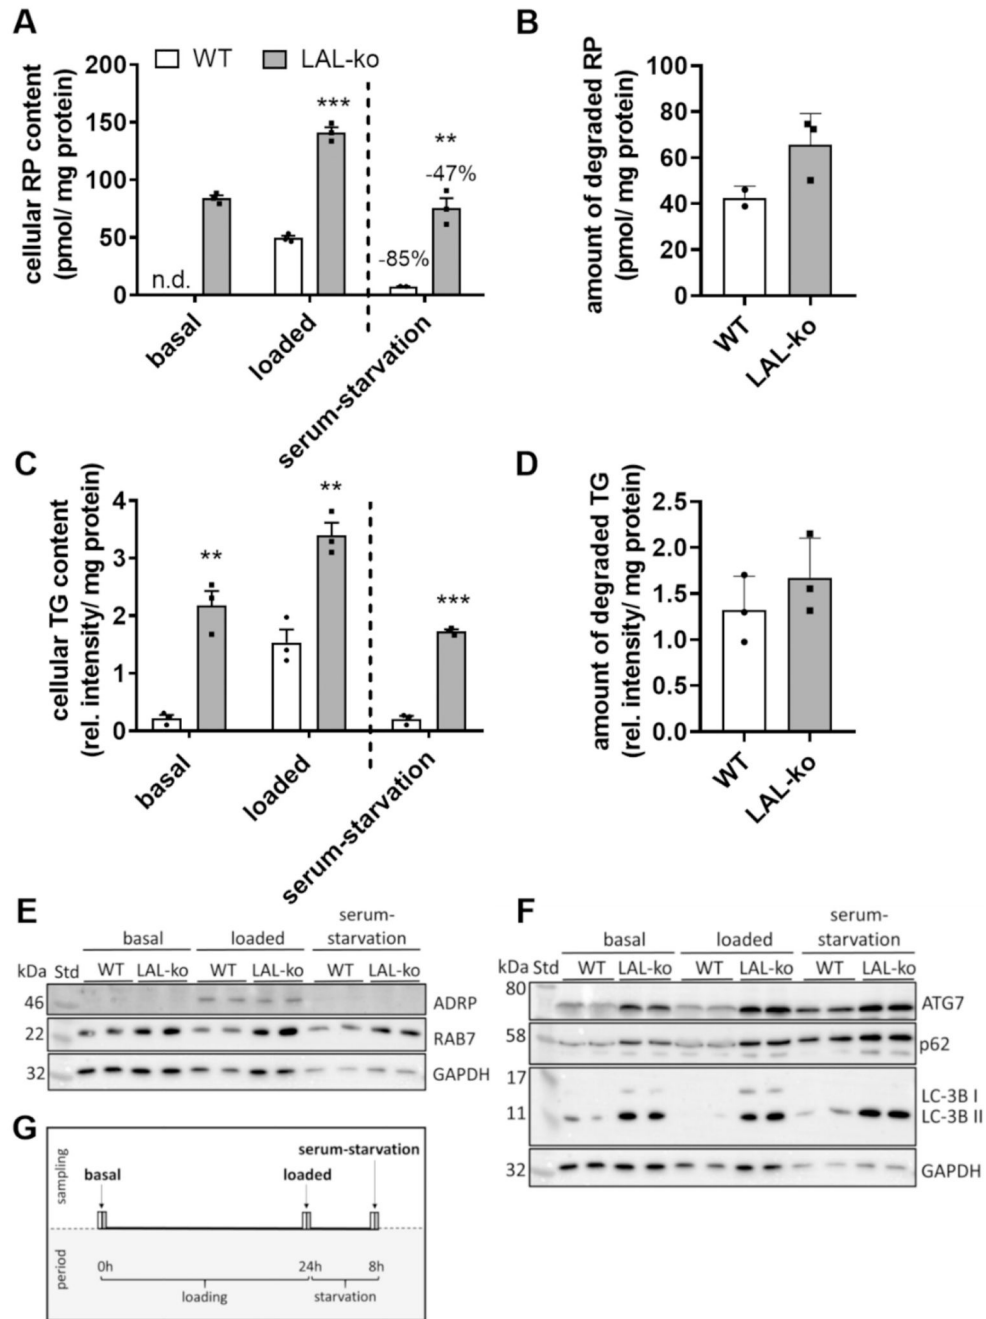 A
WT LAL-ko
cellular RP content
(pmol/ mg protein)
200
150
100
50
0
n.d.
***
**
-47%
-85%
basal
loaded
serum-starvation
B
amount of degraded RP
(pmol/ mg protein)
100
80
60
40
20
0
WT
LAL-ko
C
cellular TG content
(rel. intensity/ mg protein)
4
3
2
1
0
**
**
***
basal
loaded
serum-starvation
D
amount of degraded TG
(rel. intensity/ mg protein)
2.5
2.0
1.5
1.0
0.5
0.0
WT
LAL-ko
E
basal loaded serum-
starvation
kDa Std WT LAL-ko WT LAL-ko WT LAL-ko
46 ADRP
22 RAB7
32 GAPDH
F
basal loaded serum-
starvation
kDa Std WT LAL-ko WT LAL-ko WT LAL-ko
80 ATG7
58 p62
17 LC-3B I
11 LC-3B II
32 GAPDH
G
sampling
serum-starvation
basal loaded
period
0h 24h 8h
loading starvation